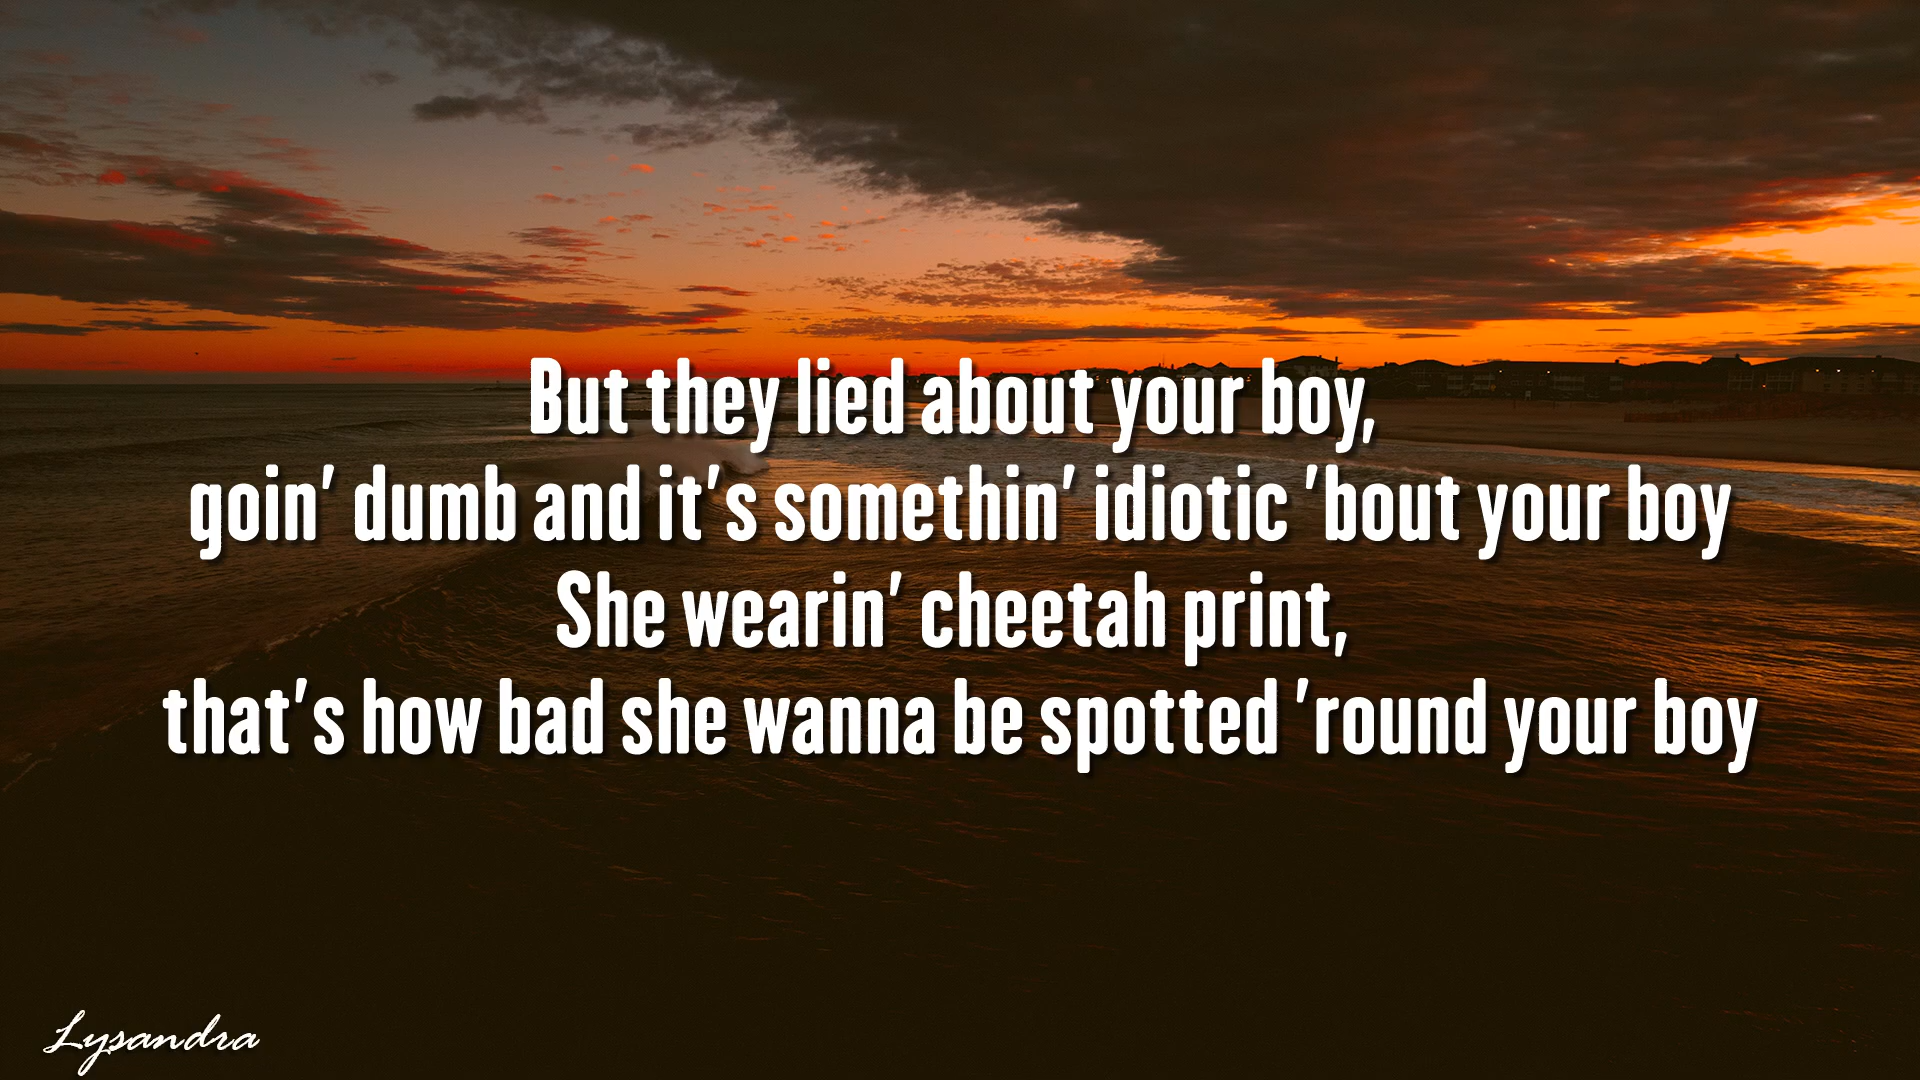 But they lied about your boy,
goin' dumb and it's somethin' idiotic 'bout your boy
She wearin' cheetah print,
that's how bad she wanna be spotted 'round your boy
Lysandra